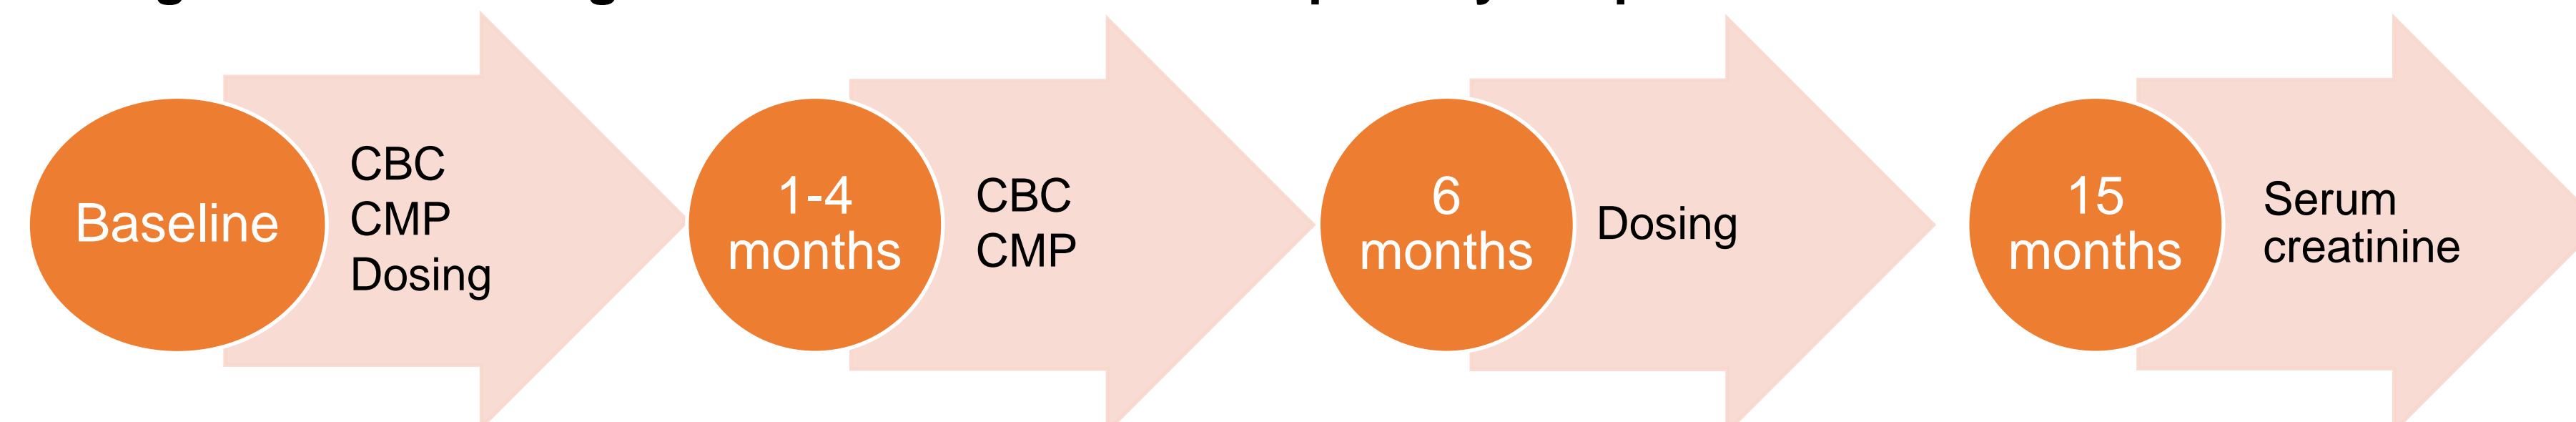 Baseline
CBC
CMP
Dosing
1-4
months
CBC
CMP
6
months
Dosing
15
months
Serum
creatinine